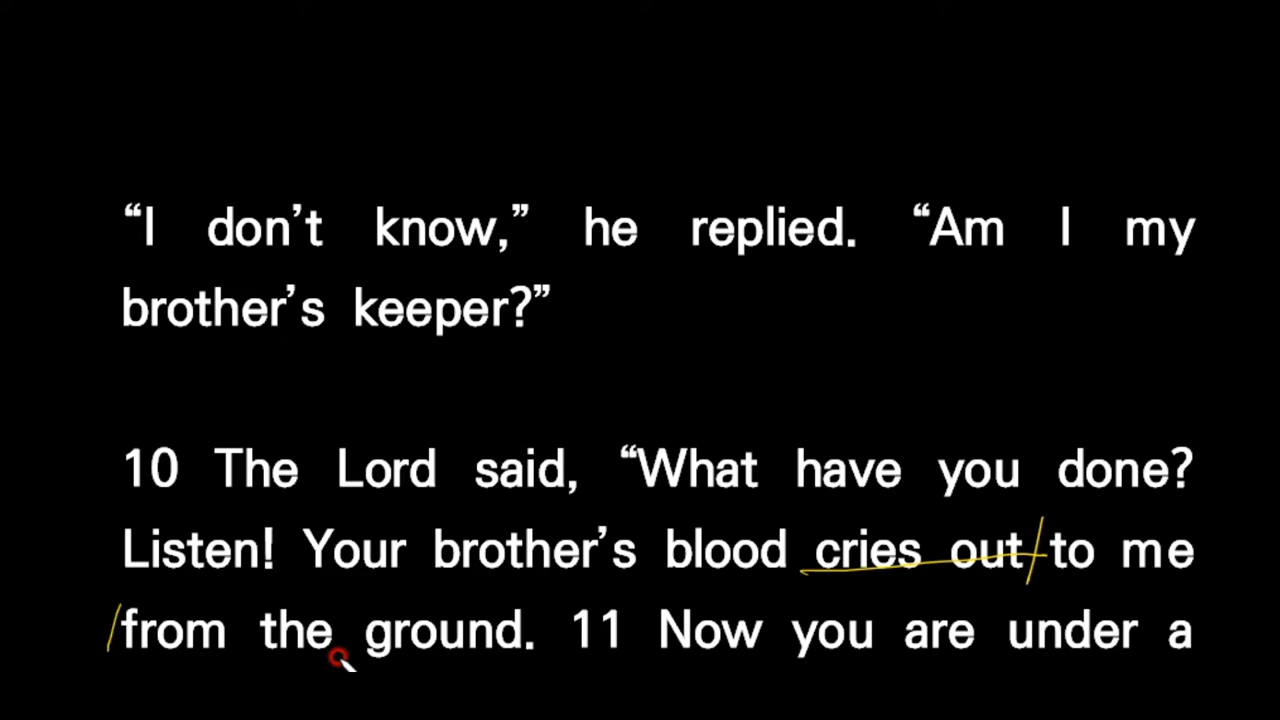 “I don’t know,” he replied. “Am I my
brother’s keeper?”
10 The Lord said, “What have you done?
Listen! Your brother’s blood cries out to me
from the ground. 11 Now you are under a